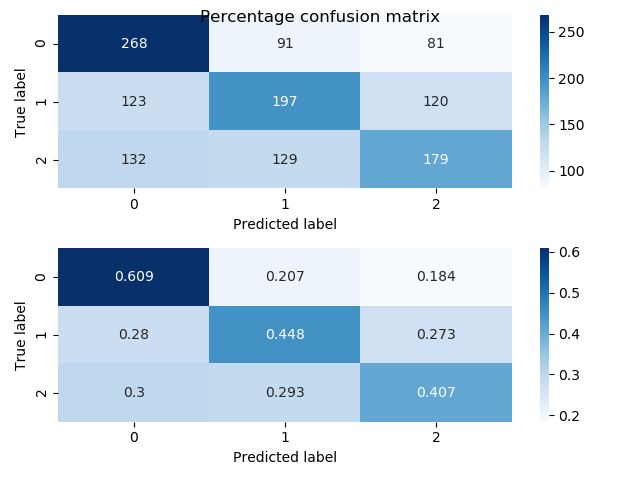 Percentage confusion matrix
True label
0 268 91 81
1 123 197 120
2 132 129 179
0 1 2
Predicted label
250
200
150
100
True label
0 0.609 0.207 0.184
1 0.28 0.448 0.273
2 0.3 0.293 0.407
0 1 2
Predicted label
0.6
0.5
0.4
0.3
0.2